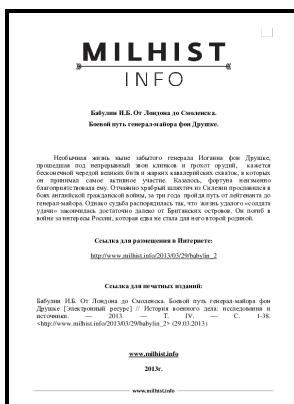 MILHIST
INFO
Бабулин И.Б. От Лондона до Смоленска.
Боевой путь генерал-майора фон Друшке.
Необычная жизнь ныне забытого генерала Иоганна фон Друшке,
прошедшая под непрерывный звон клинков и грохот орудий, кажется
бесконечной чередой великих битв и жарких кавалерийских схваток, в которых
он принимал самое активное участие. Казалось, фортуна неизменно
благоприятствовала ему. Отчаянно храбрый шляхтич из Силезии прославился в
боях английской гражданской войны, за три года пройдя путь от лейтенанта до
генерал-майора. Однако судьба распорядилась так, что жизнь удалого «солдата
удачи» закончилась достаточно далеко от Британских островов. Он погиб в
войне за интересы России, которая едва не стала для него второй родиной.
Ссылка для размещения в Интернете:
http://www.milhist.info/2013/03/29/babylin_2
Ссылка для печатных изданий:
Бабулин И.Б. От Лондона до Смоленска. Боевой путь генерал-майора фон
Друшке [Электронный ресурс] // История военного дела: исследования и
источники. — 2013. — Т. IV. — С. 1-38.
<http://www.milhist.info/2013/03/29/babylin_2> (29.03.2013)
www.milhist.info
2013г.
www.milhist.info